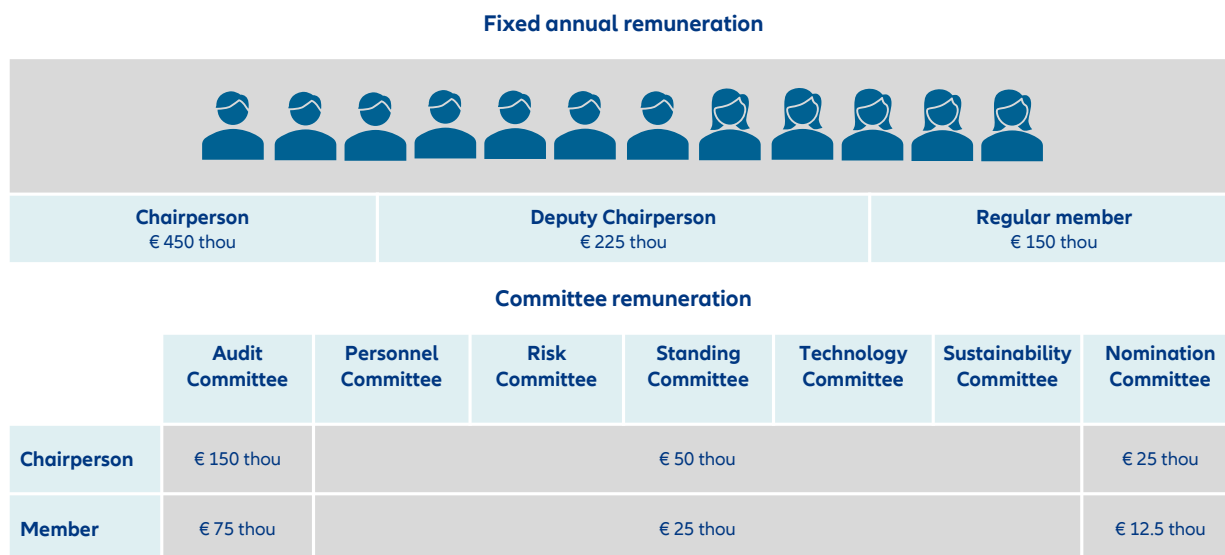 Fixed annual remuneration
Chairperson
€ 450 thou
Deputy Chairperson
€ 225 thou
Regular member
€ 150 thou
Committee remuneration
Audit
Committee
Personnel
Committee
Risk
Committee
Standing
Committee
Technology
Committee
Sustainability
Committee
Nomination
Committee
Chairperson
€ 150 thou
€ 50 thou
€ 25 thou
Member
€ 75 thou
€ 25 thou
€ 12.5 thou